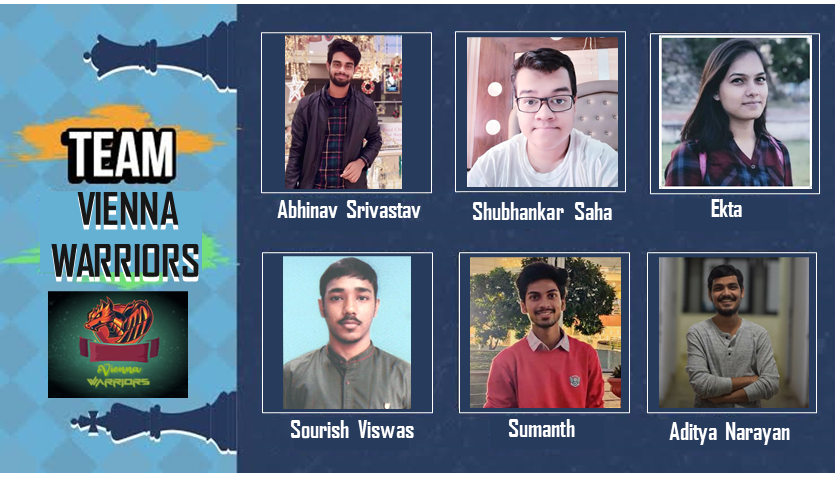 TEAM
VIENNA
WARRIORS
Vienna
WARRIORS
Abhinav Srivastav
Shubhankar Saha
Ekta
Sourish Viswas
Sumanth
Aditya Narayan